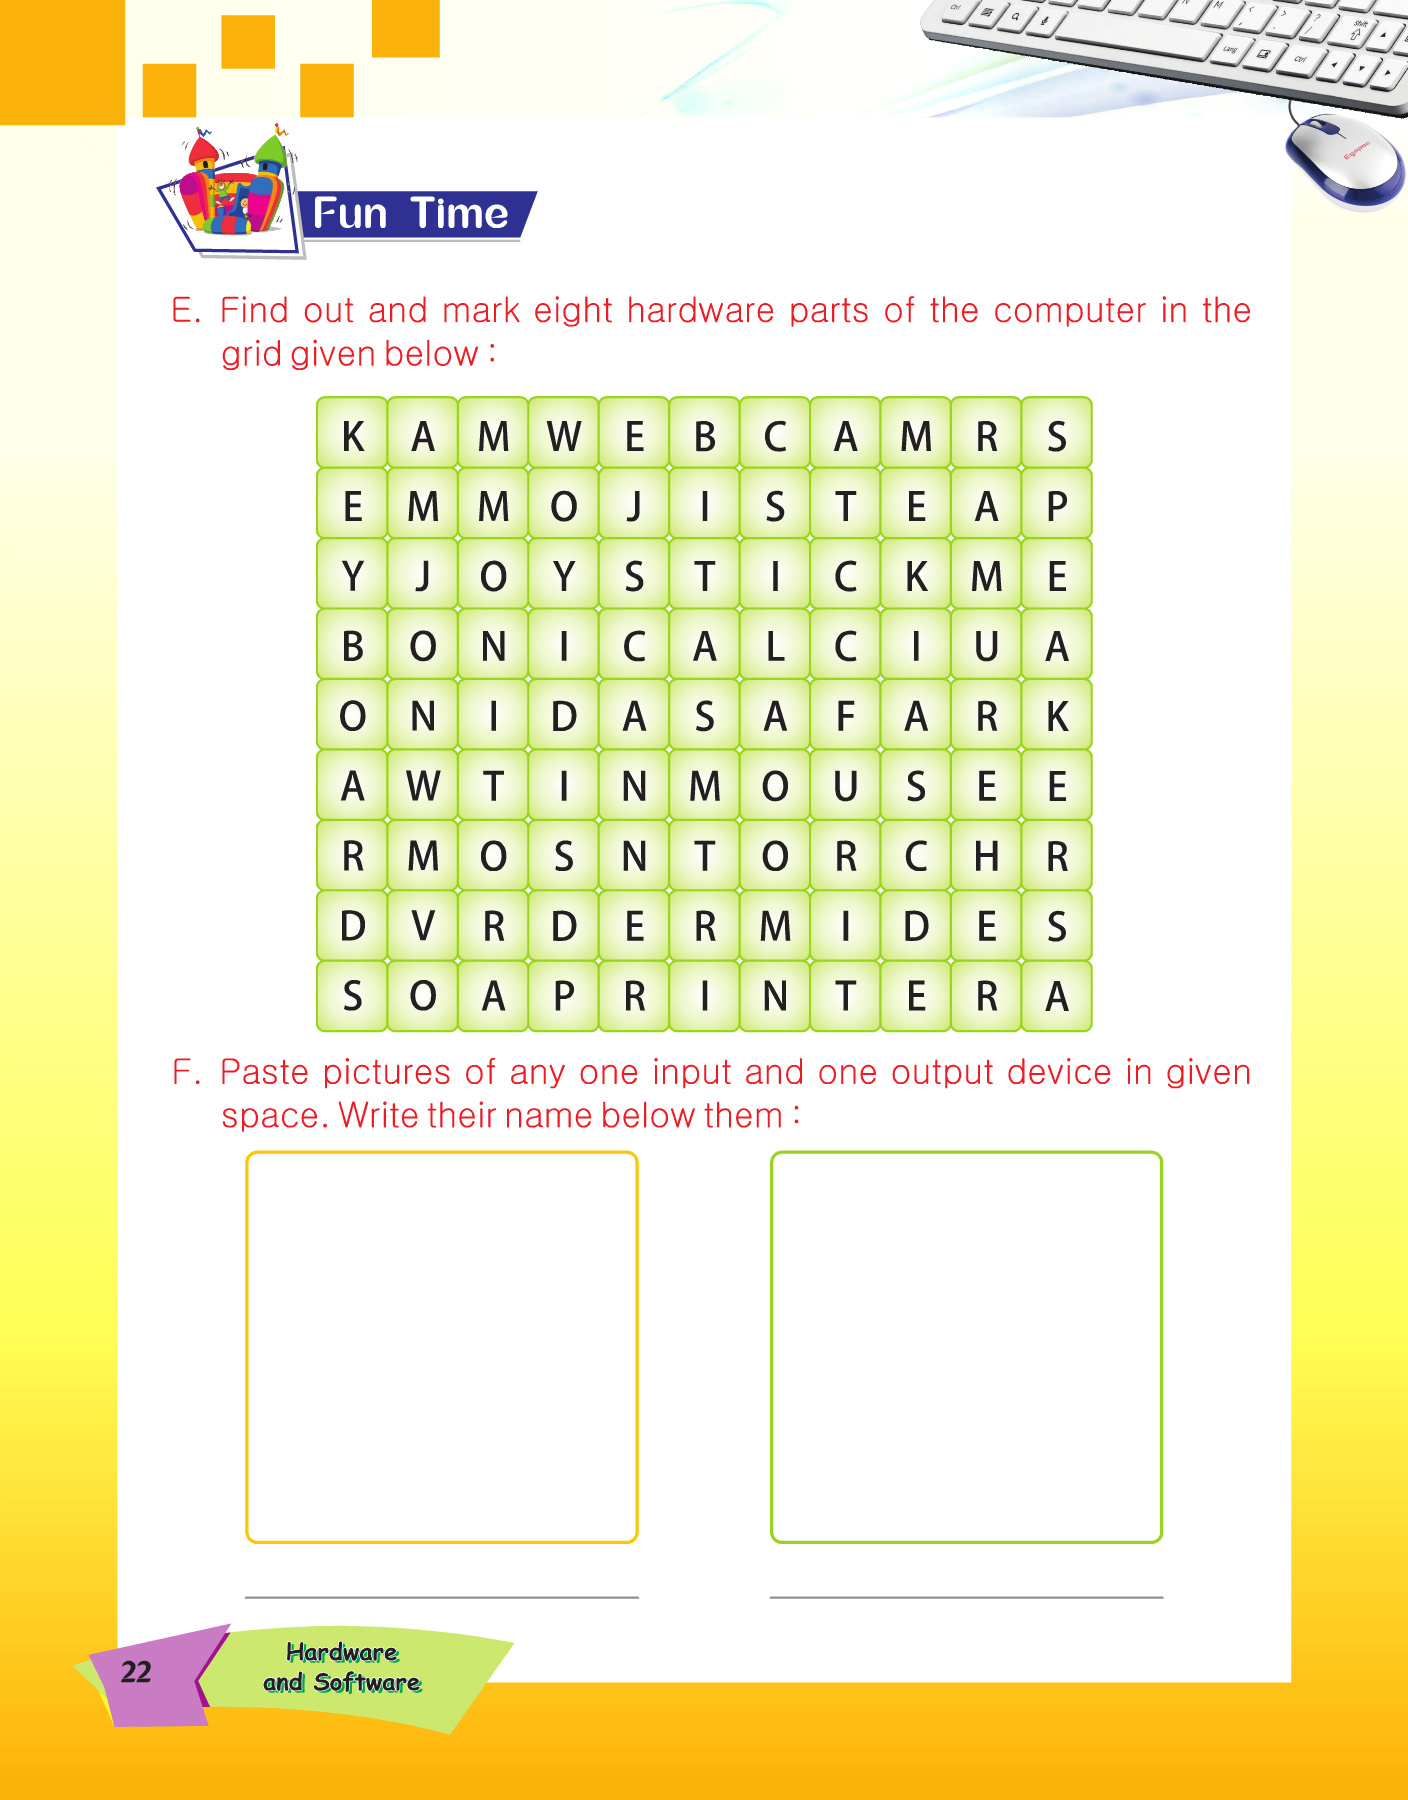 Fun Time
E. Find out and mark eight hardware parts of the computer in the
grid given below :
K A M W E B C A M R S
E M M O J I S T E A P
Y J O Y S T I C K M E
B O N I C A L C I U A
O N I D A S A F A R K
A W T I N M O U S E E
R M O S N T O R C H R
D V R D E R M I D E S
S O A P R I N T E R A
F. Paste pictures of any one input and one output device in given
space. Write their name below them :
22
Hardware
and Software